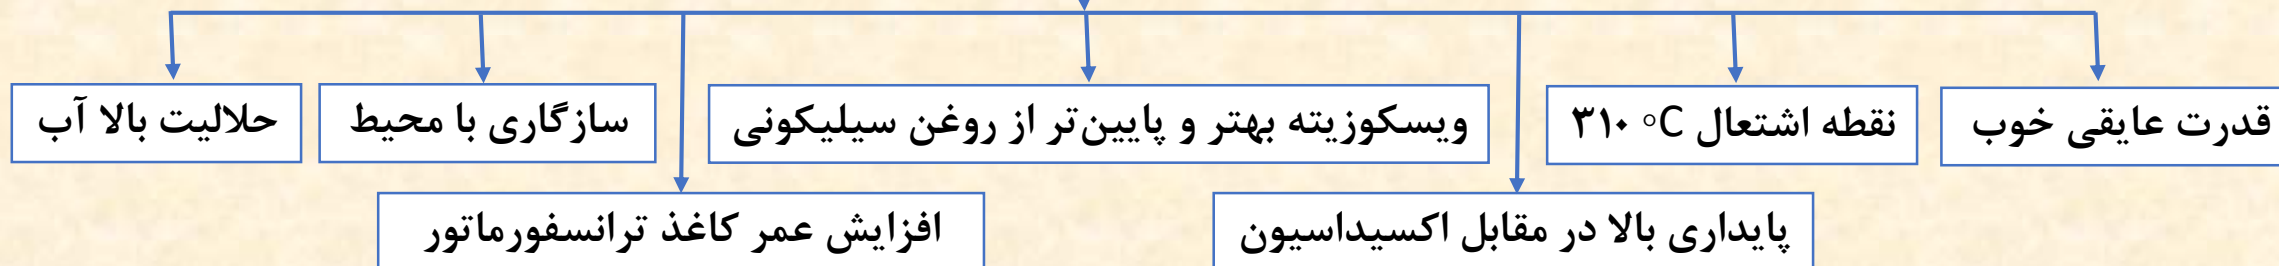 قدرت عایقی خوب
نقطه اشتعال ۳۱۰ °C
ویسکوزیته بهتر و پایین‌تر از روغن سیلیکونی
سازگاری با محیط
حلالیت بالا آب
پایداری بالا در مقابل اکسیداسیون
افزایش عمر کاغذ ترانسفورماتور